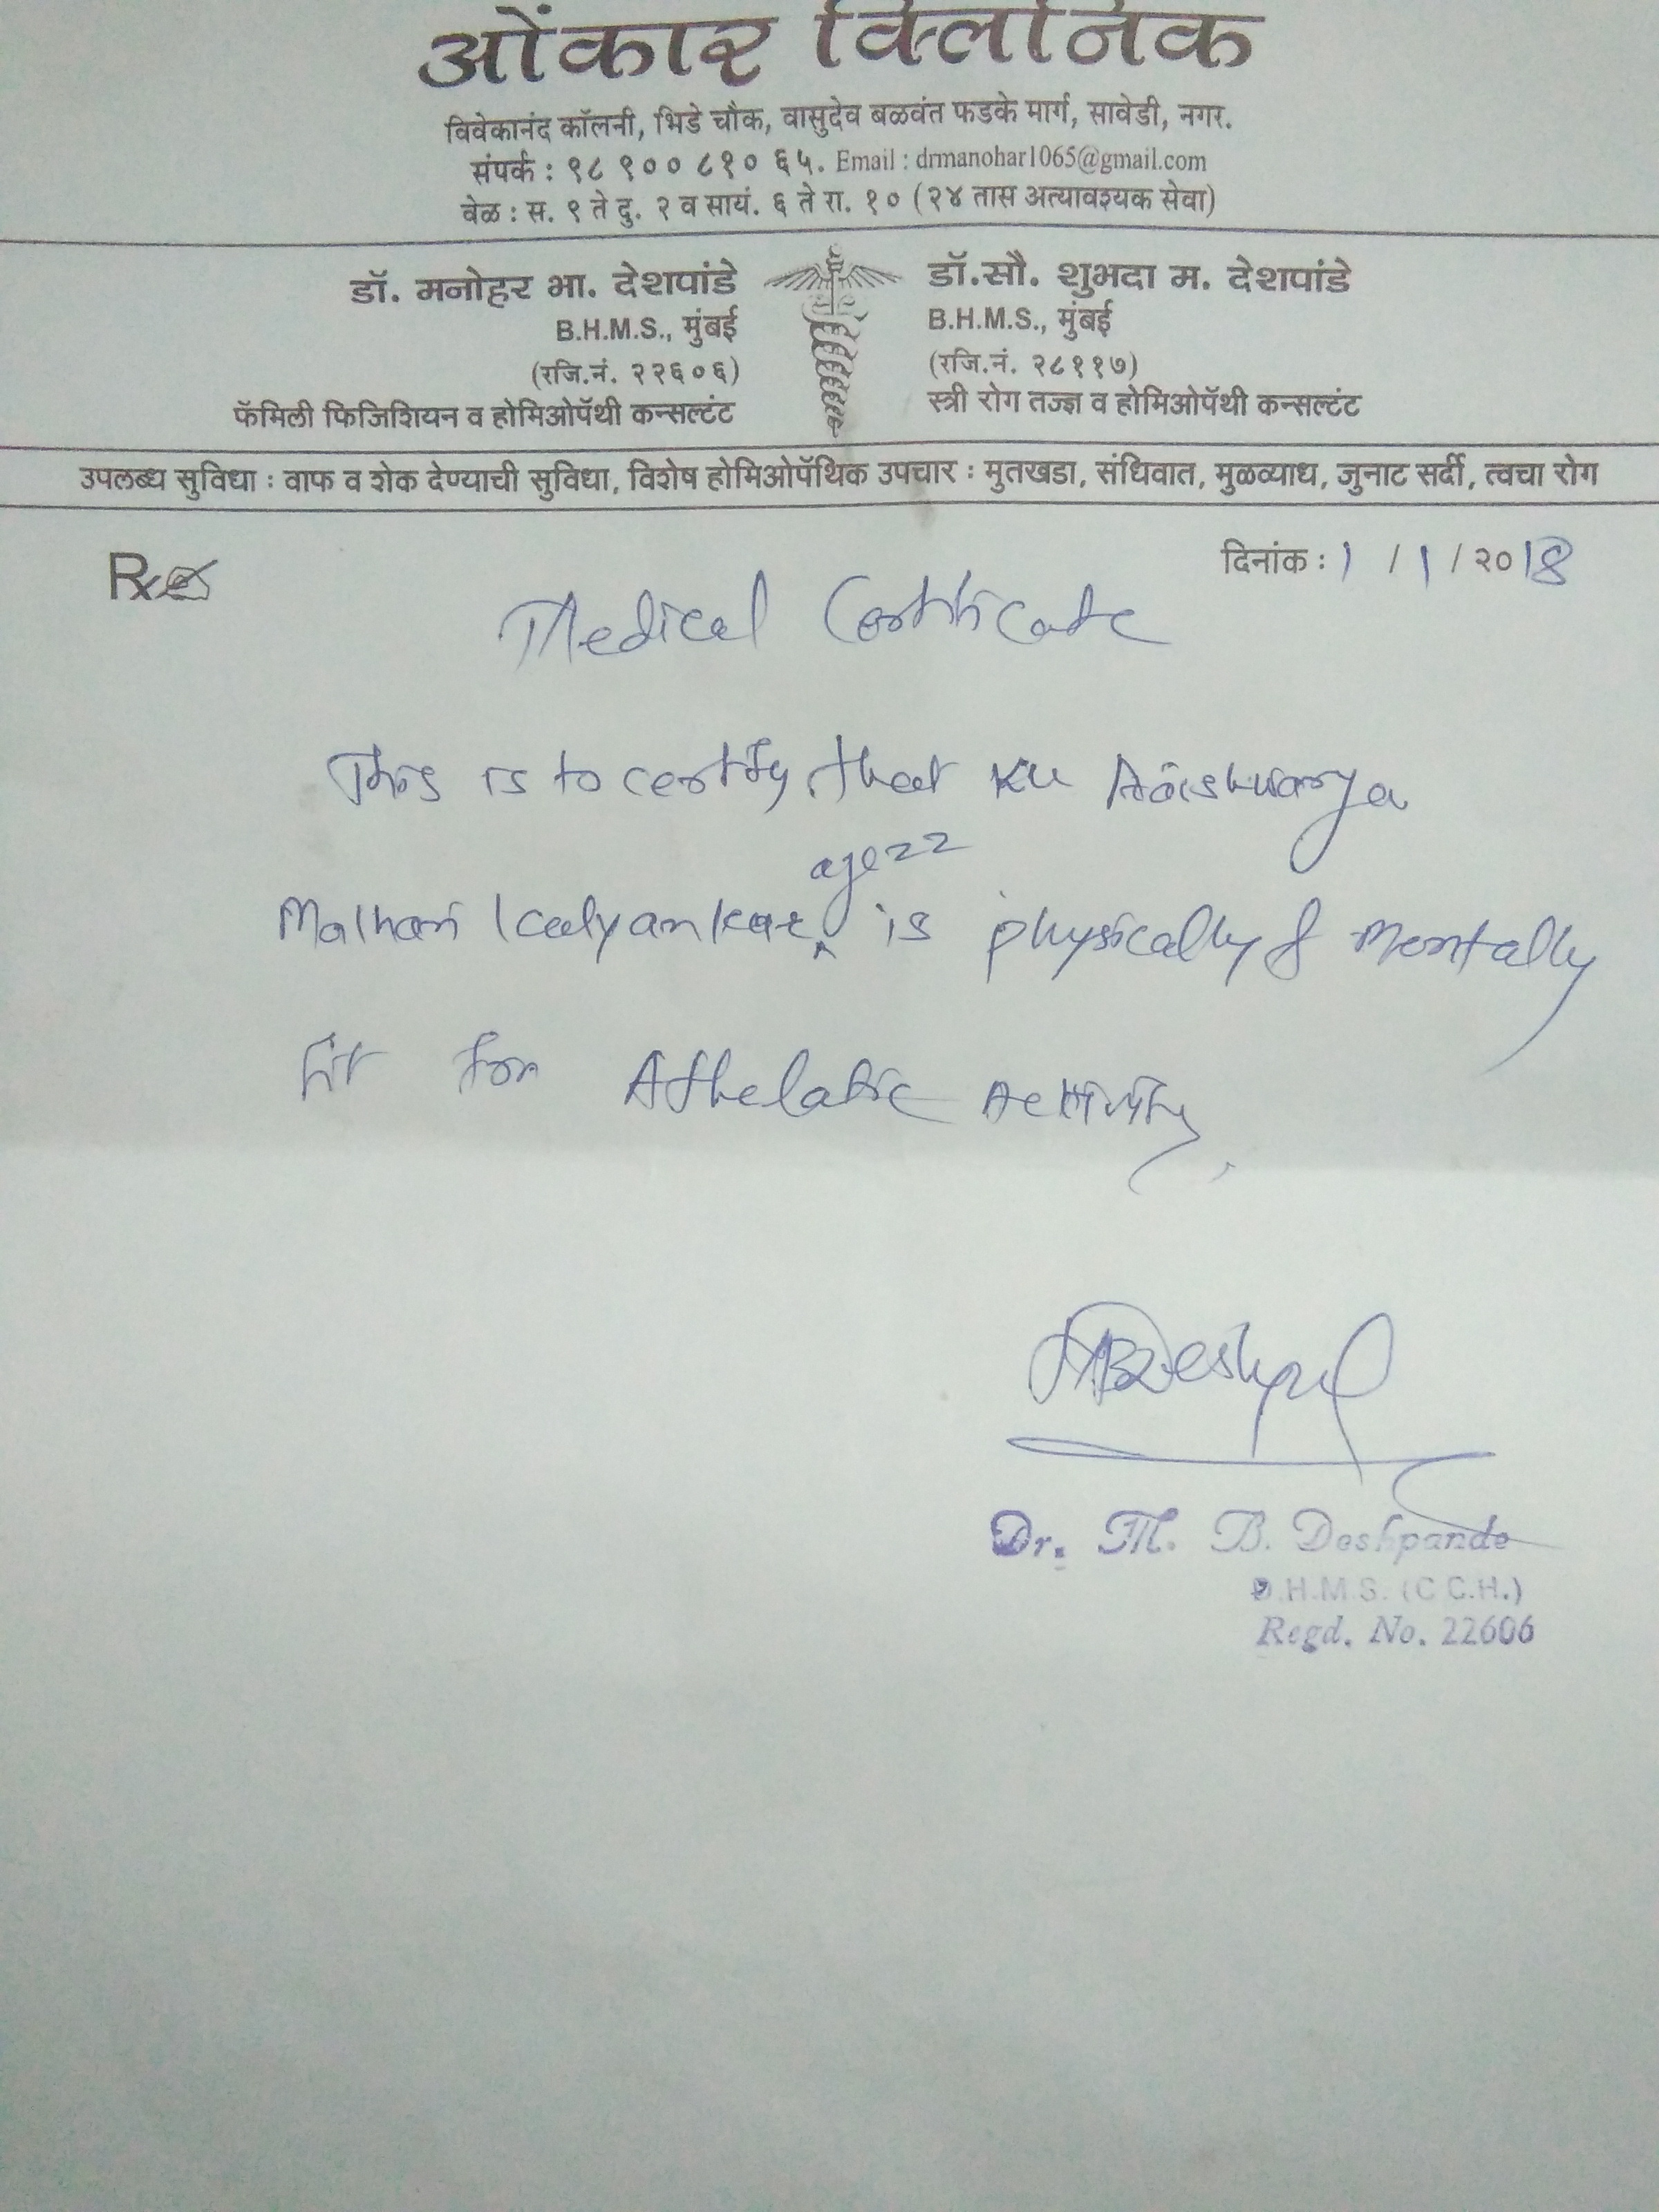 ओंकार क्लिनिक
विवेकानंद कॉलनी, भिडे चौक, वासुदेव बळवंत फडके मार्ग, सावेडी, नगर.
संपर्क : ९८ ९०० ८१० ६५. Email : drmanohar1065@gmail.com
वेळ : स. ९ ते दु. २ व सायं. ६ ते रा. १० (२४ तास अत्यावश्यक सेवा)
डॉ. मनोहर भा. देशपांडे
B.H.M.S., मुंबई
(रजि.नं. २२६०६)
फॅमिली फिजिशियन व होमिओपॅथी कन्सल्टंट
डॉ.सौ. शुभदा म. देशपांडे
B.H.M.S., मुंबई
(रजि.नं. २८११७)
स्त्री रोग तज्ज्ञ व होमिओपॅथी कन्सल्टंट
उपलब्ध सुविधा : वाफ व शेक देण्याची सुविधा, विशेष होमिओपॅथिक उपचार : मुतखडा, संधिवात, मुळव्याध, जुनाट सर्दी, त्वचा रोग
Rx
दिनांक : 1 / 1 / २०18
Medical Certificate
This is to certify that Ku Aaishwarya
age 22
Malhari Kalyankar is physically & mentally
fit for Athelatic Activity.
MBDeshpande
Dr. M. B. Deshpande
B.H.M.S. (C.C.H.)
Regd. No. 22606